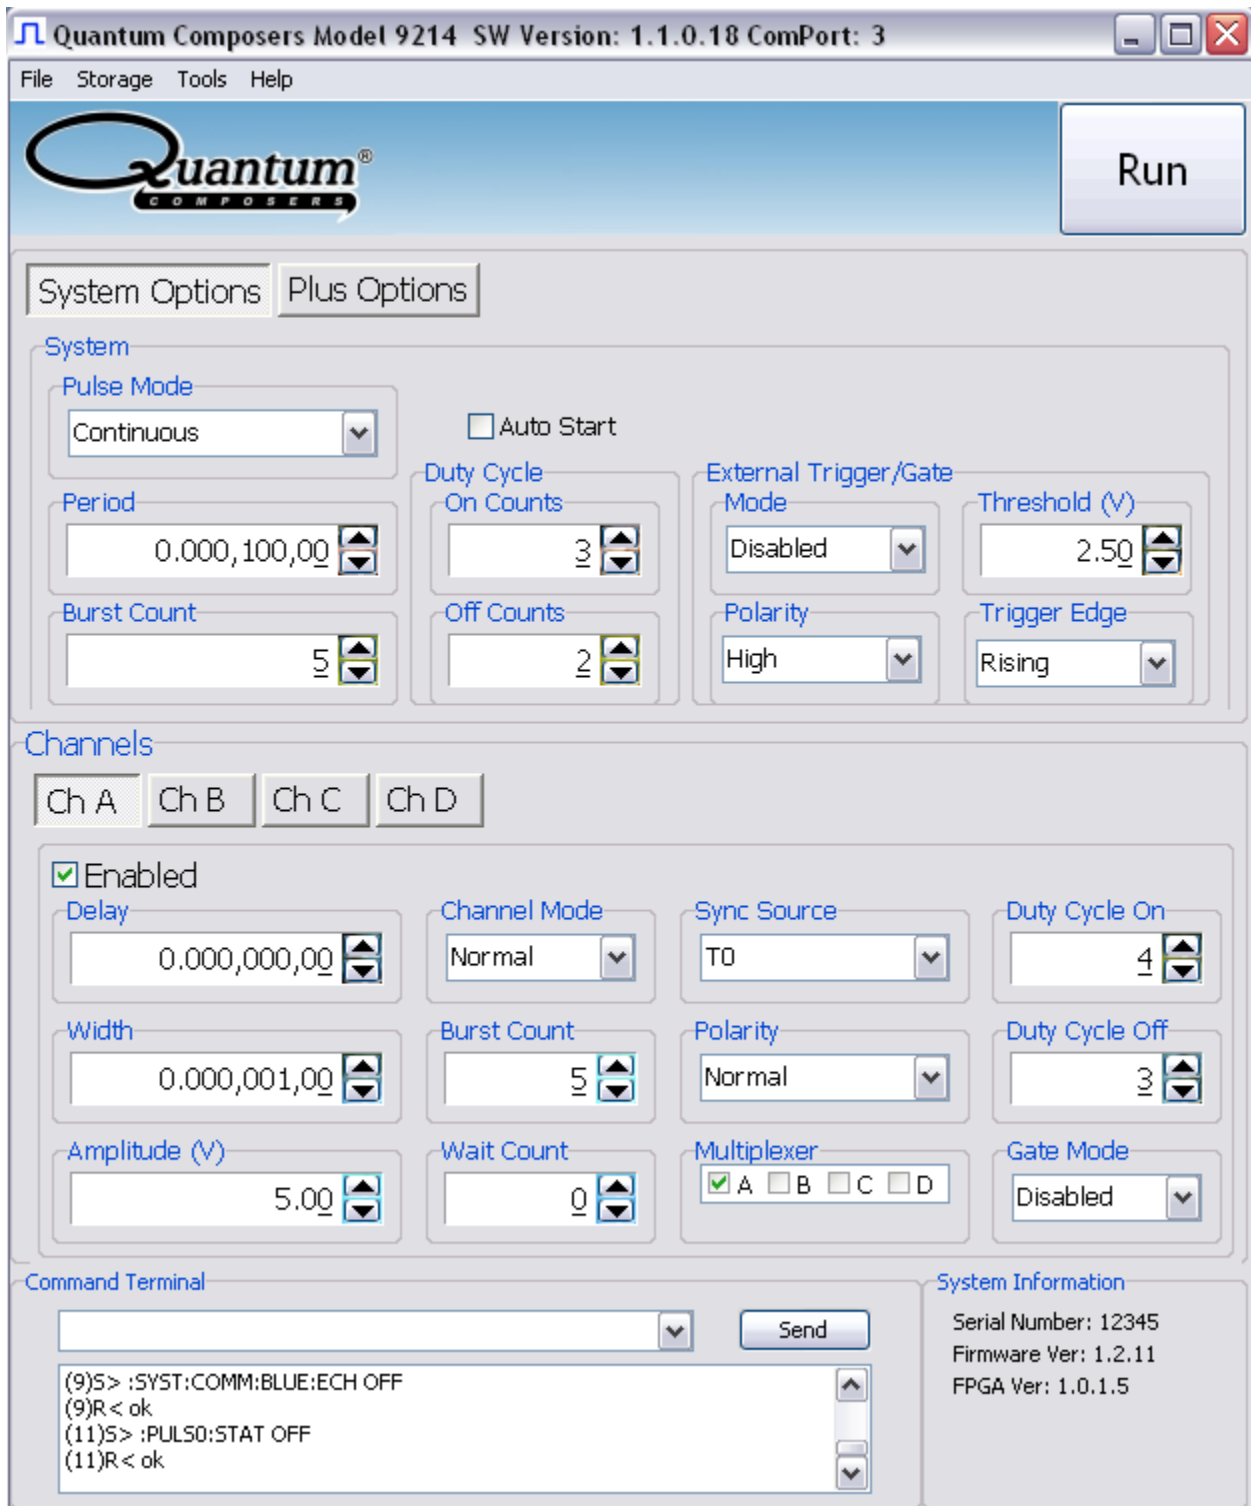 Quantum Composers Model 9214  SW Version: 1.1.0.18 ComPort: 3
File Storage Tools Help
Quantum®
COMPOSERS
Run
System Options Plus Options
System
Pulse Mode
Continuous
Auto Start
Duty Cycle
External Trigger/Gate
Period
On Counts
Mode
Threshold (V)
0.000,100,00
3
Disabled
2.50
Burst Count
Off Counts
Polarity
Trigger Edge
5
2
High
Rising
Channels
Ch A Ch B Ch C Ch D
Enabled
Delay
Channel Mode
Sync Source
Duty Cycle On
0.000,000,00
Normal
T0
4
Width
Burst Count
Polarity
Duty Cycle Off
0.000,001,00
5
Normal
3
Amplitude (V)
Wait Count
Multiplexer
Gate Mode
5.00
0
A B C D
Disabled
Command Terminal
Send
(9)S> :SYST:COMM:BLUE:ECH OFF
(9)R< ok
(11)S> :PULS0:STAT OFF
(11)R< ok
System Information
Serial Number: 12345
Firmware Ver: 1.2.11
FPGA Ver: 1.0.1.5